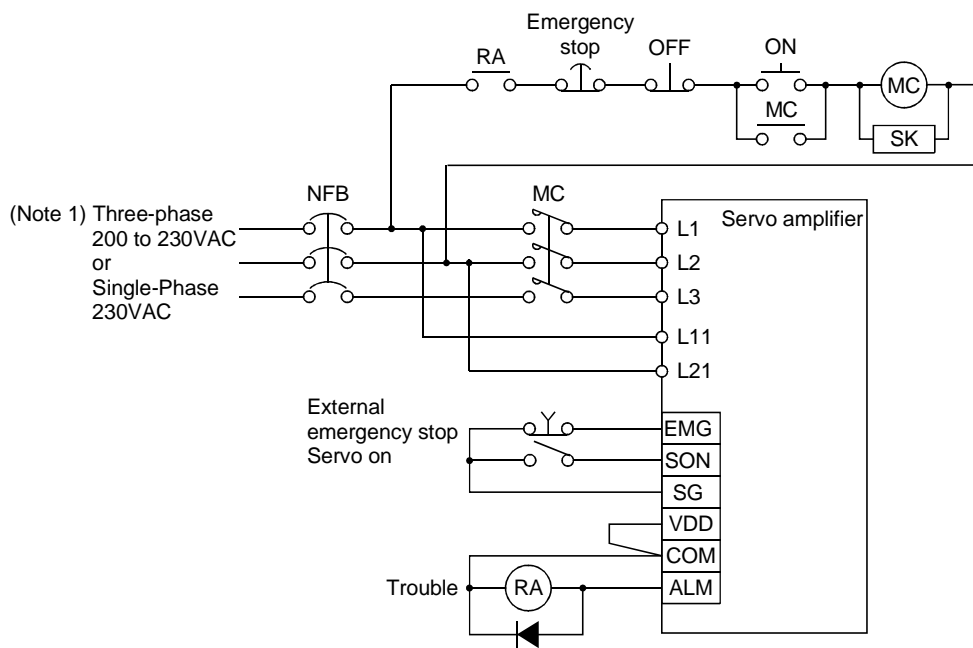 Emergency
stop
RA
OFF
ON
MC
MC
SK
(Note 1) Three-phase
200 to 230VAC
or
Single-Phase
230VAC
NFB
MC
Servo amplifier
L1
L2
L3
L11
L21
External
emergency stop
Servo on
EMG
SON
SG
VDD
COM
ALM
Trouble
RA